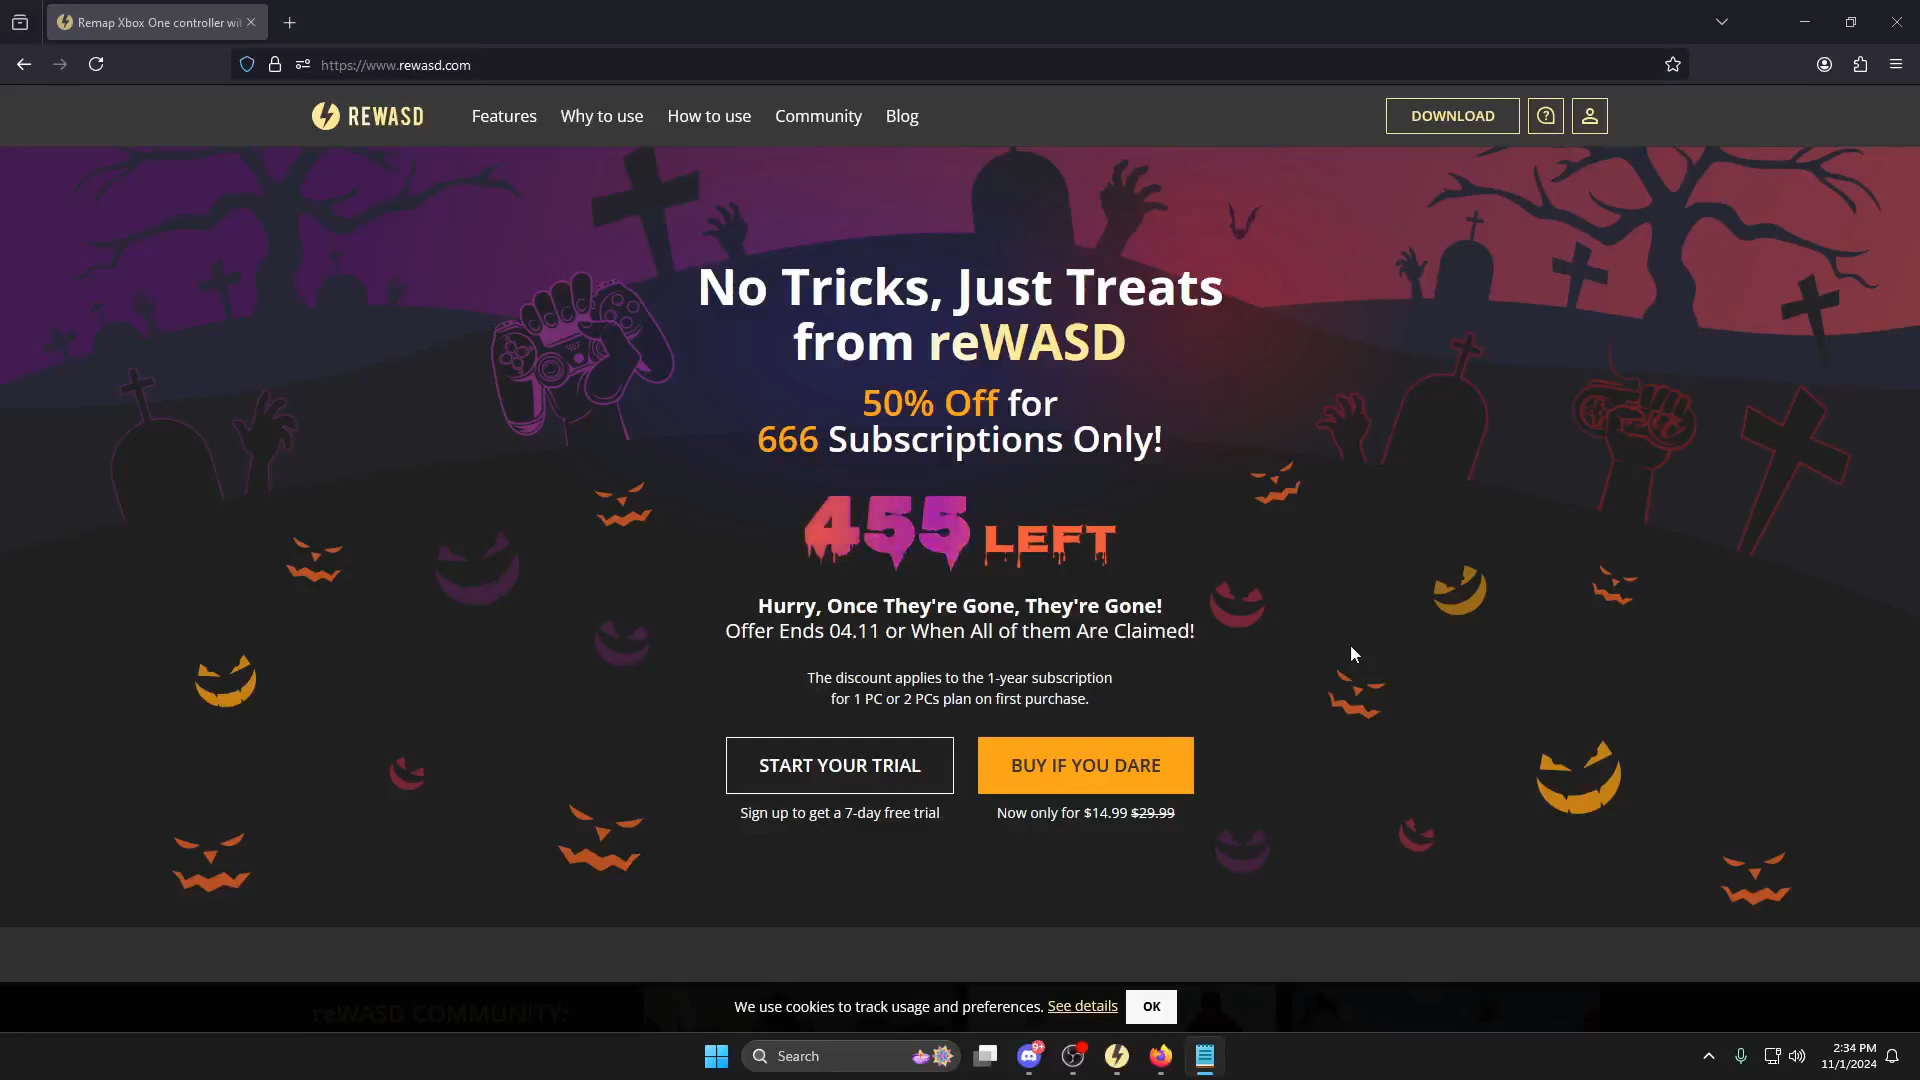 Remap Xbox One controller wi
https://www.rewasd.com
REWASD
Features
Why to use
How to use
Community
Blog
DOWNLOAD
No Tricks, Just Treats
from reWASD
50% Off for
666 Subscriptions Only!
455 LEFT
Hurry, Once They're Gone, They're Gone!
Offer Ends 04.11 or When All of them Are Claimed!
The discount applies to the 1-year subscription
for 1 PC or 2 PCs plan on first purchase.
START YOUR TRIAL
BUY IF YOU DARE
Sign up to get a 7-day free trial
Now only for $14.99 $29.99
reWASD COMMUNITY:
We use cookies to track usage and preferences. See details
OK
Search
9+
2:34 PM
11/1/2024